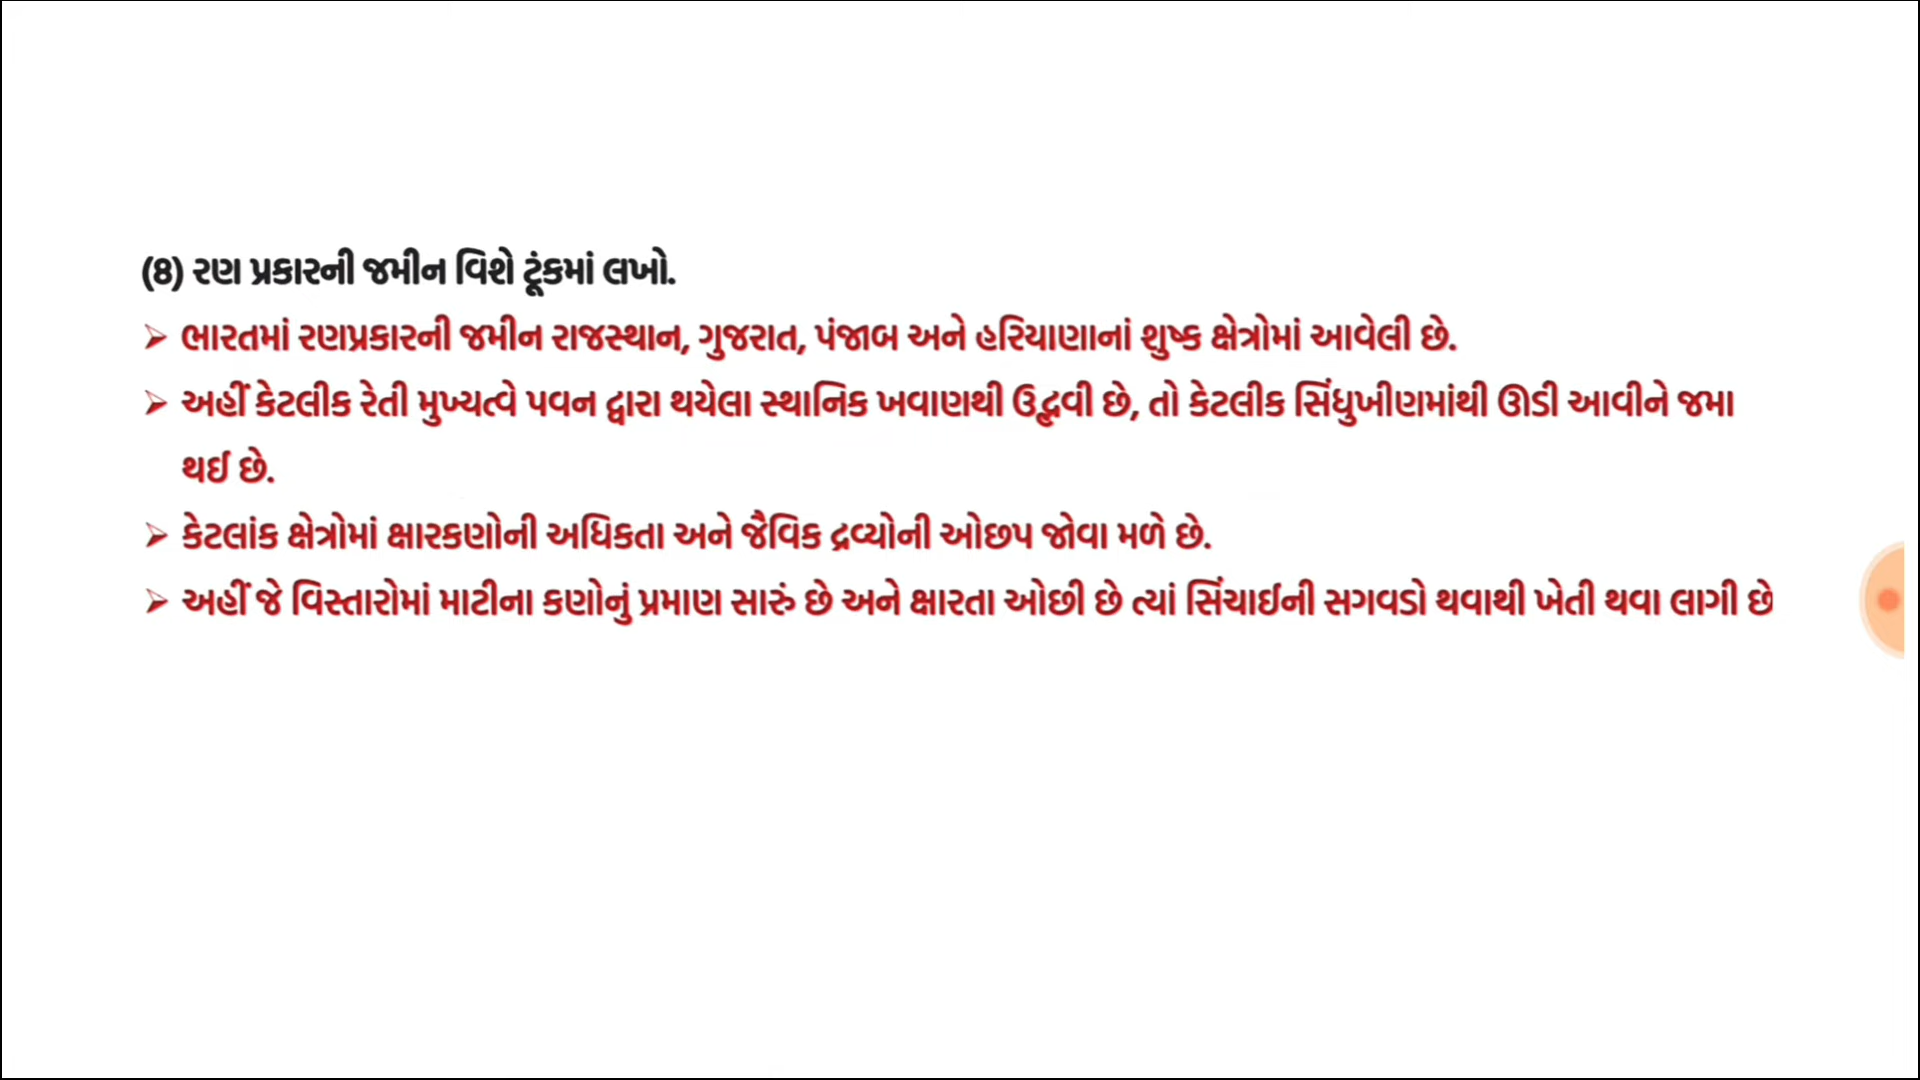 (8) રણ પ્રકારની જમીન વિશે ટૂંકમાં લખો.
➢ ભારતમાં રણપ્રકારની જમીન રાજસ્થાન, ગુજરાત, પંજાબ અને હરિયાણાનાં શુષ્ક ક્ષેત્રોમાં આવેલી છે.
➢ અહીં કેટલીક રેતી મુખ્યત્વે પવન દ્વારા થયેલા સ્થાનિક ખવાણથી ઉદ્ભવી છે, તો કેટલીક સિંધુખીણમાંથી ઊડી આવીને જમા
થઈ છે.
➢ કેટલાંક ક્ષેત્રોમાં ક્ષારકણોની અધિકતા અને જૈવિક દ્રવ્યોની ઓછપ જોવા મળે છે.
➢ અહીં જે વિસ્તારોમાં માટીના કણોનું પ્રમાણ સારું છે અને ક્ષારતા ઓછી છે ત્યાં સિંચાઈની સગવડો થવાથી ખેતી થવા લાગી છે